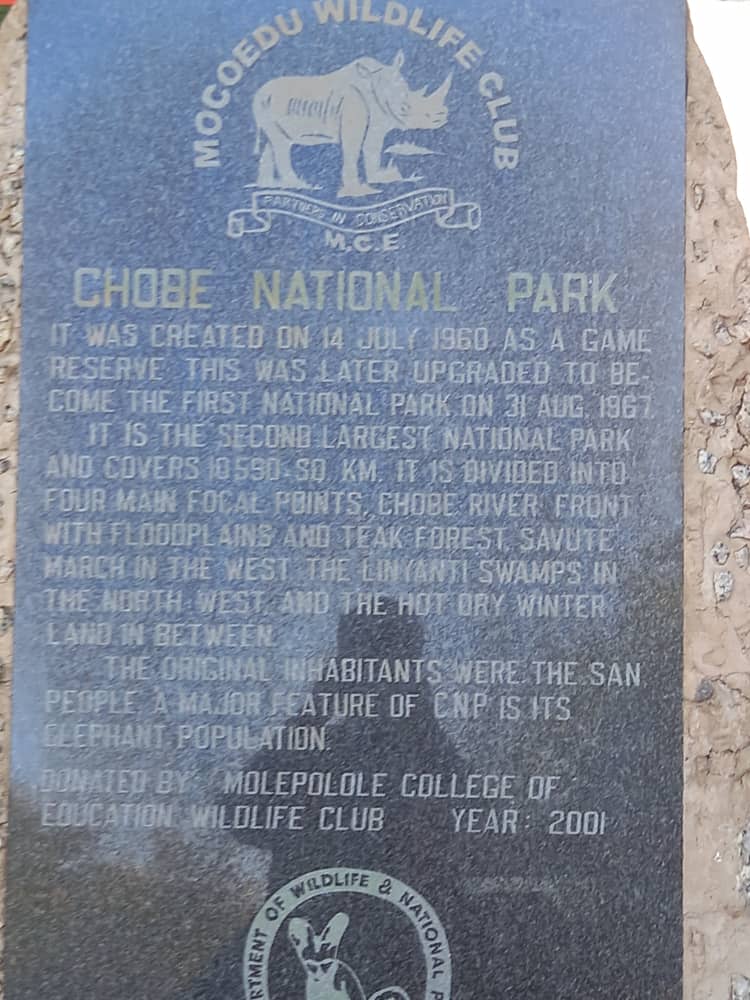 MOCOEDU WILDLIFE CLUB
PARTNERS IN CONSERVATION
M.C.E
CHOBE NATIONAL PARK
IT WAS CREATED ON 14 JULY 1960 AS A GAME
RESERVE THIS WAS LATER UPGRADED TO BE-
COME THE FIRST NATIONAL PARK ON 31 AUG. 1967
IT IS THE SECOND LARGEST NATIONAL PARK
AND COVERS 10590 SQ KM. IT IS DIVIDED INTO
FOUR MAIN FOCAL POINTS, CHOBE RIVER FRONT
WITH FLOODPLAINS AND TEAK FOREST, SAVUTE
MARCH IN THE WEST, THE LINYANTI SWAMPS IN
THE NORTH WEST, AND THE HOT DRY WINTER
LAND IN BETWEEN.
THE ORIGINAL INHABITANTS WERE THE SAN
PEOPLE. A MAJOR FEATURE OF C.N.P IS ITS
ELEPHANT POPULATION.
DONATED BY: MOLEPOLOLE COLLEGE OF
EDUCATION WILDLIFE CLUB YEAR: 2001
RTMENT OF WILDLIFE & NATIONAL P